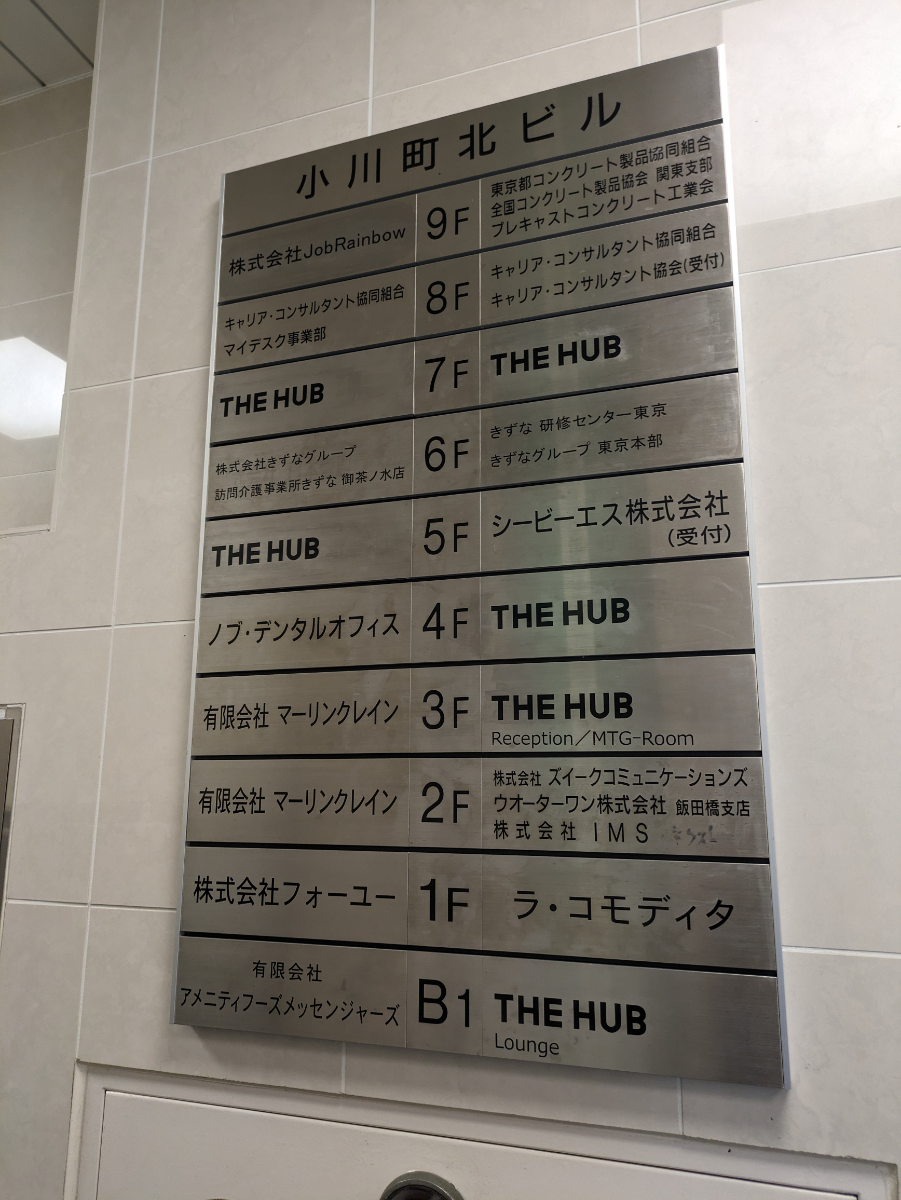 小川町北ビル
株式会社JobRainbow
9F
東京都コンクリート製品協同組合
全国コンクリート製品協会 関東支部
プレキャストコンクリート工業会
キャリア・コンサルタント協同組合
マイデスク事業部
8F
キャリア・コンサルタント協同組合
キャリア・コンサルタント協会(受付)
THE HUB
7F
THE HUB
株式会社きずなグループ
訪問介護事業所きずな 御茶ノ水店
6F
きずな 研修センター東京
きずなグループ 東京本部
THE HUB
5F
シービーエス株式会社
(受付)
ノブ・デンタルオフィス
4F
THE HUB
有限会社 マーリンクレイン
3F
THE HUB
Reception／MTG-Room
有限会社 マーリンクレイン
2F
株式会社 ズイークコミュニケーションズ
ウオーターワン株式会社 飯田橋支店
株式会社 IMS
株式会社フォーユー
1F
ラ・コモディタ
有限会社
アメニティフーズメッセンジャーズ
B1
THE HUB
Lounge